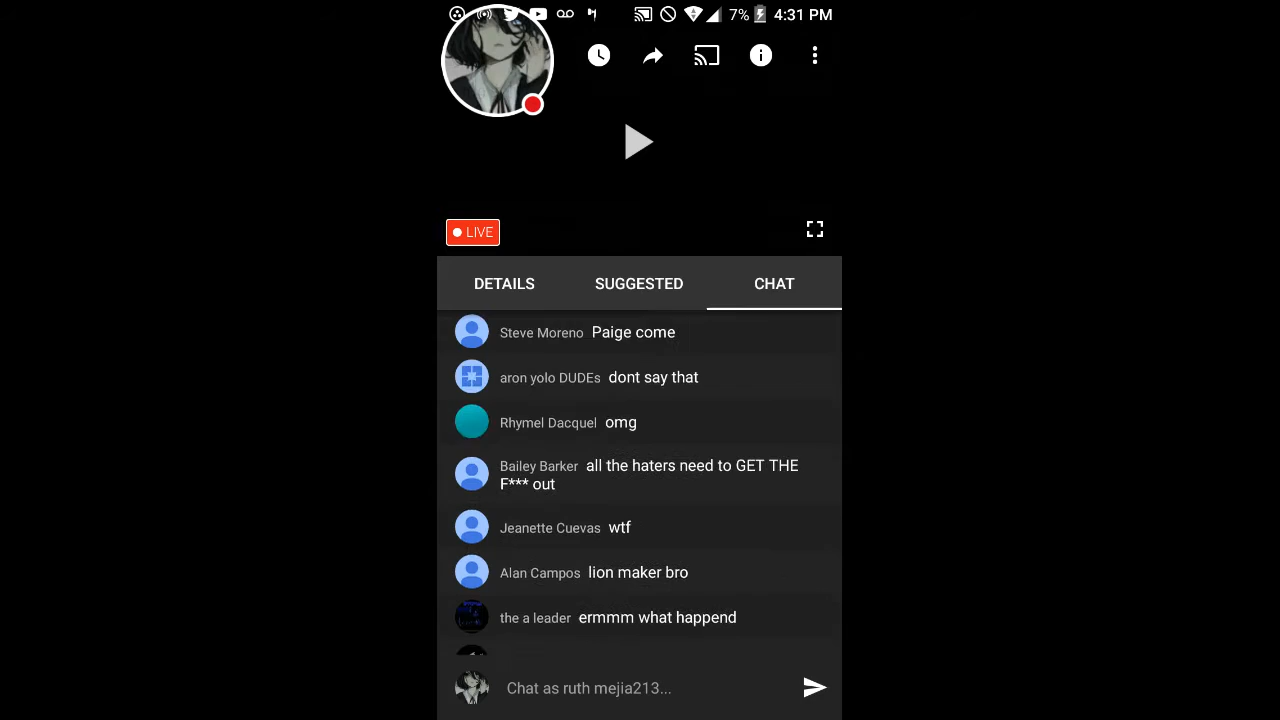 7% 4:31 PM
LIVE
DETAILS SUGGESTED CHAT
Steve Moreno Paige come
aron yolo DUDEs dont say that
Rhymel Dacquel omg
Bailey Barker all the haters need to GET THE
F*** out
Jeanette Cuevas wtf
Alan Campos lion maker bro
the a leader ermmm what happend
Chat as ruth mejia213...